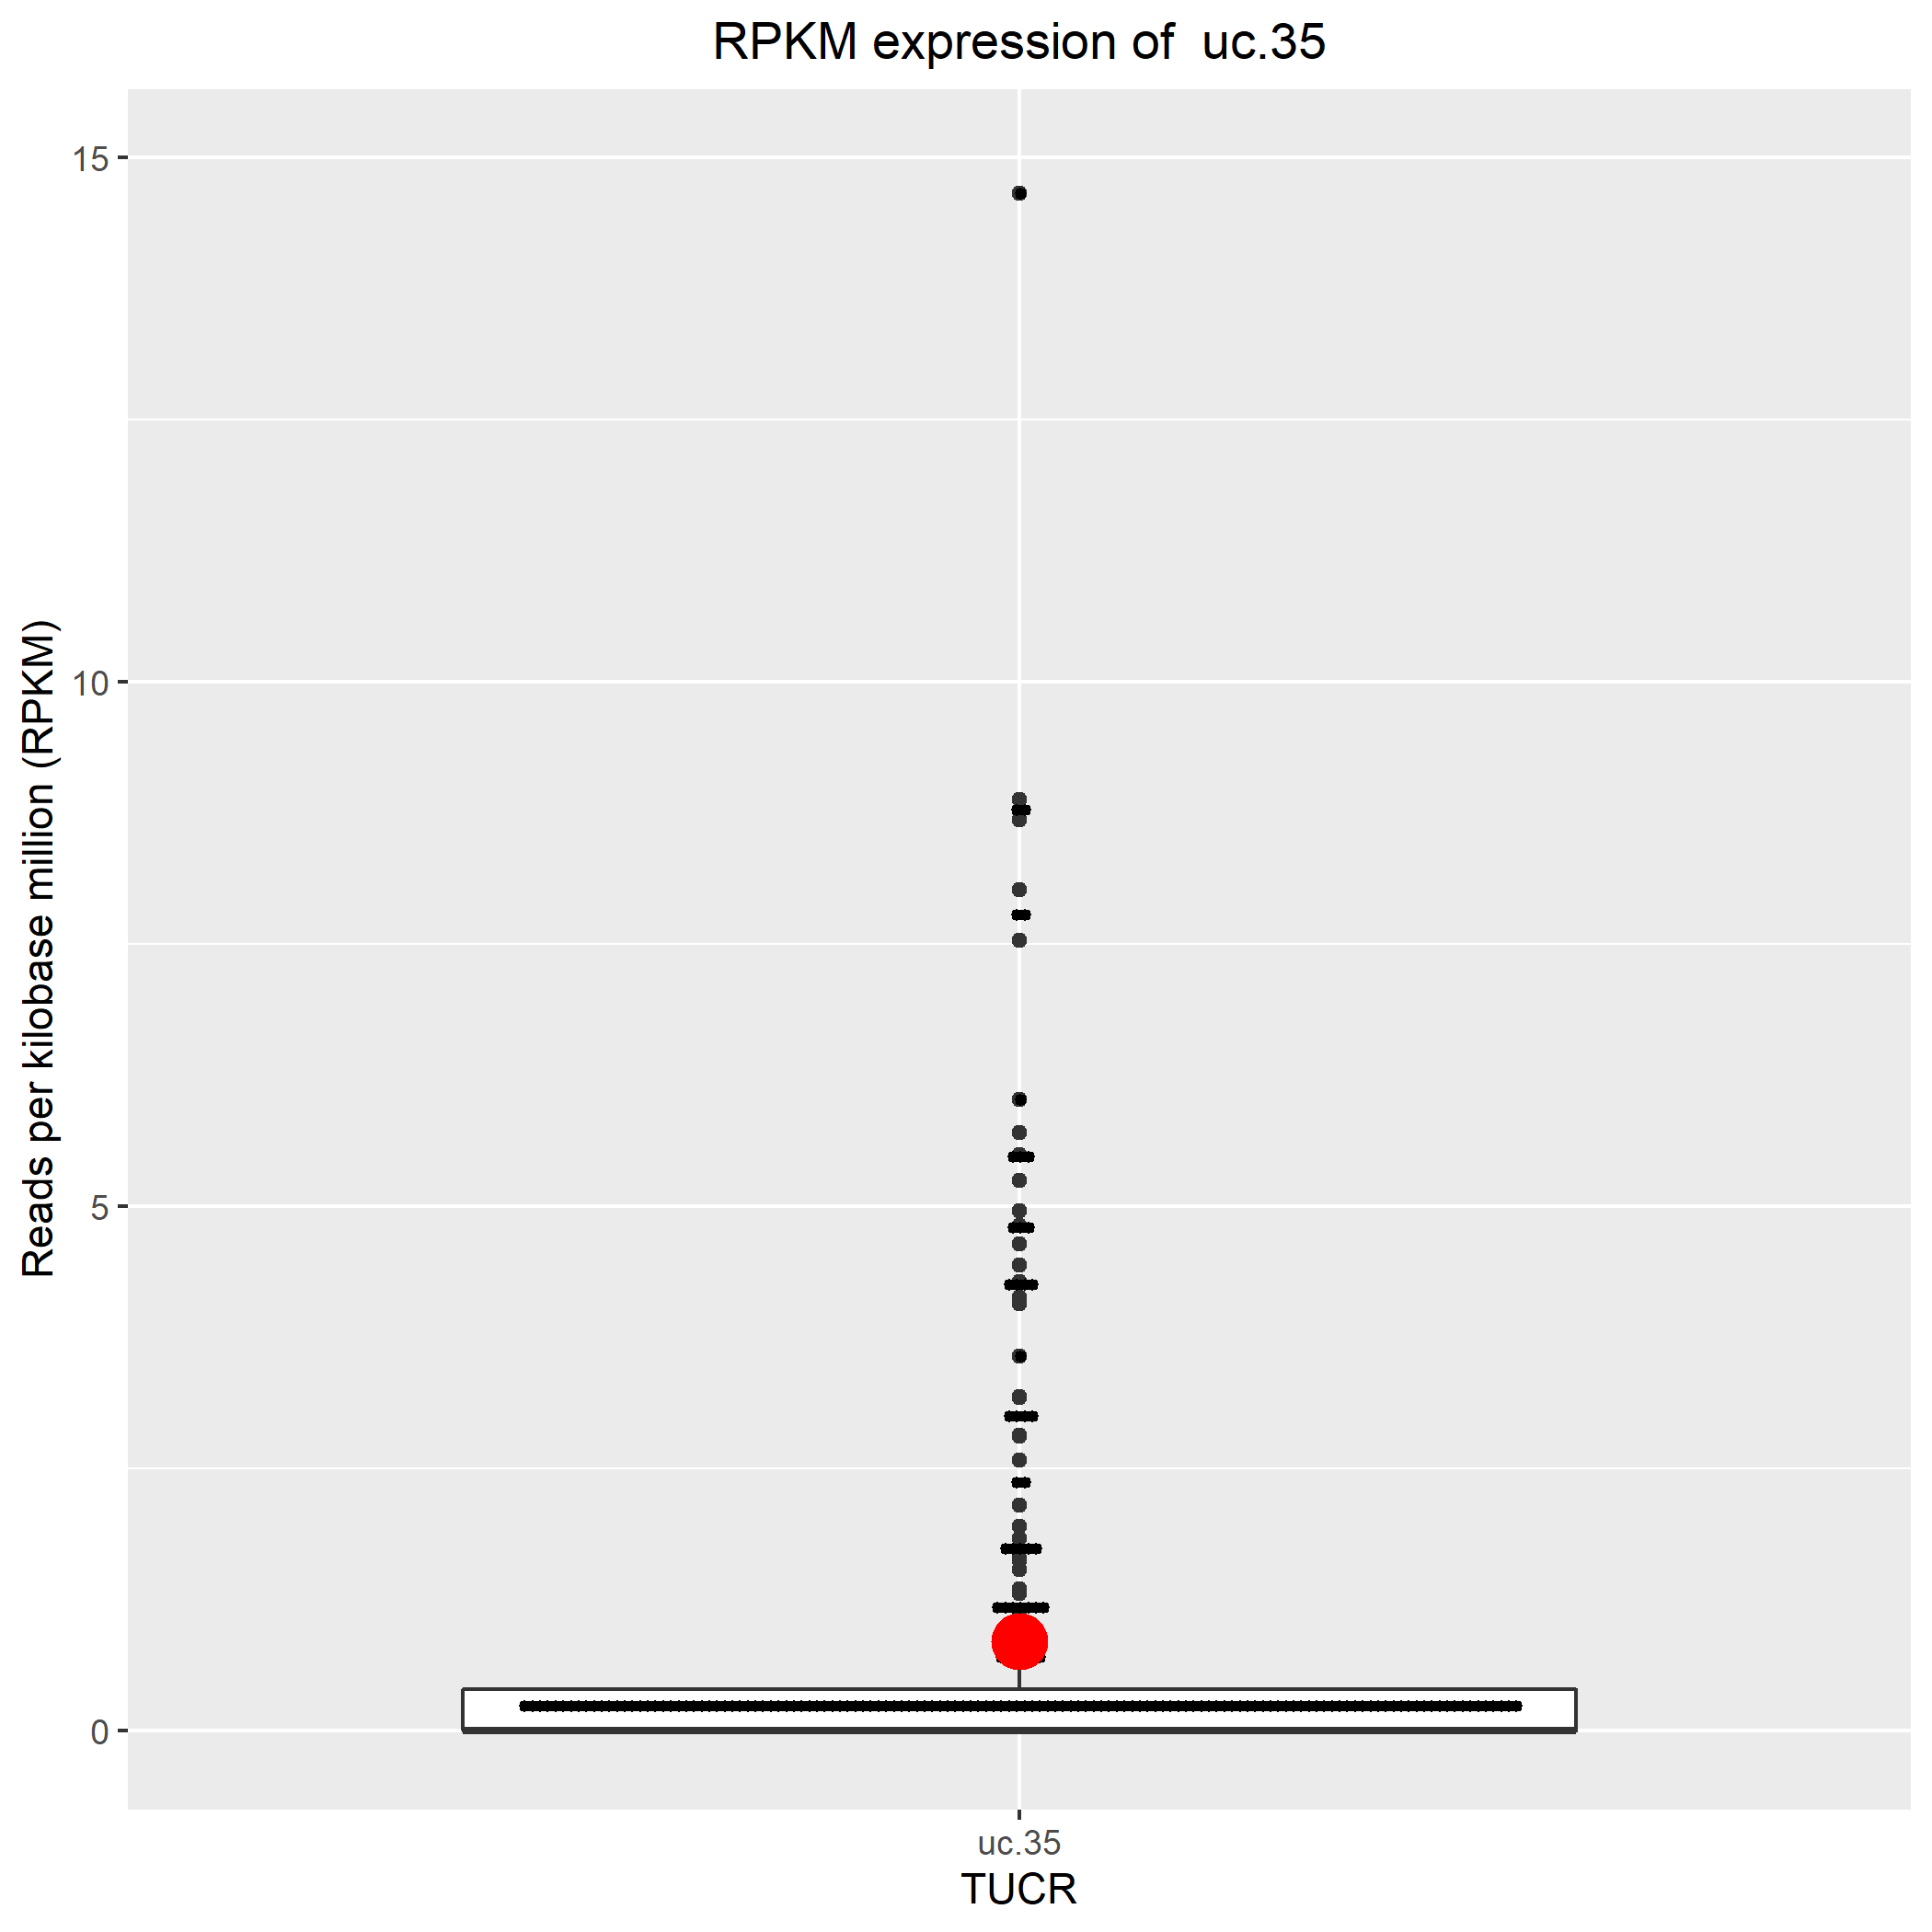 RPKM expression of  uc.35
Reads per kilobase million (RPKM)
15
10
5
0
uc.35
TUCR